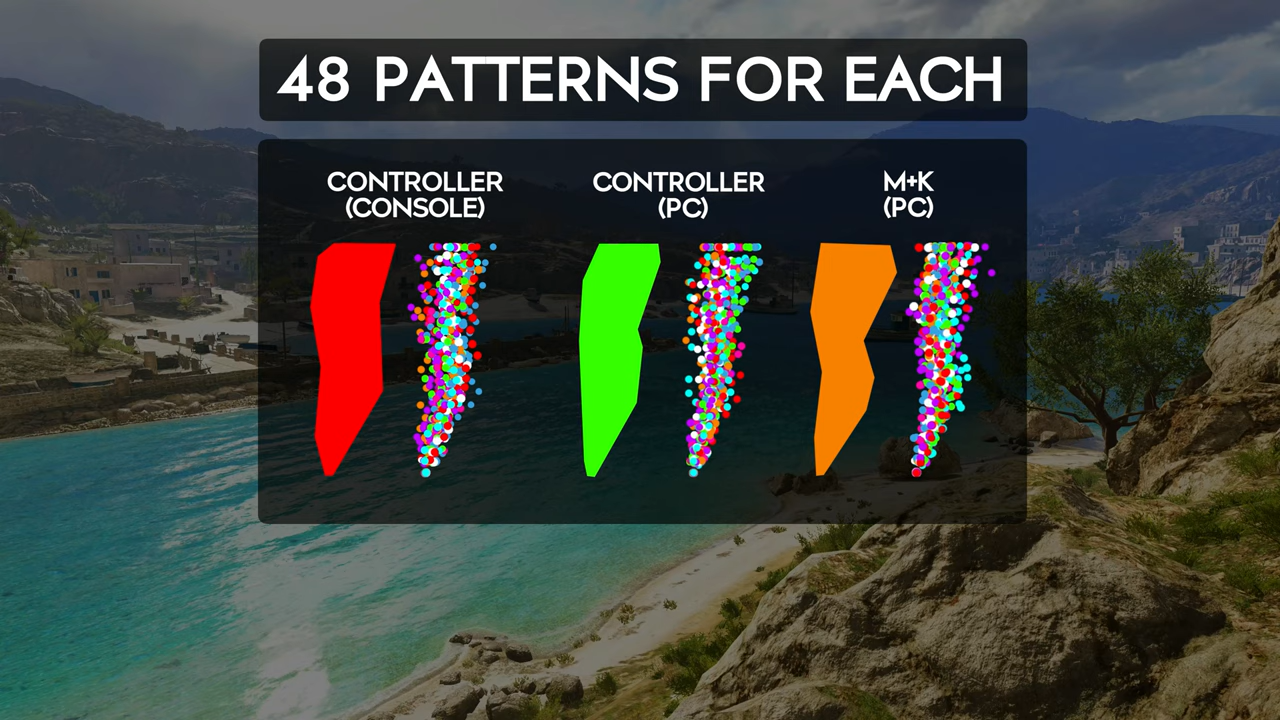 48 PATTERNS FOR EACH
CONTROLLER
(CONSOLE)
CONTROLLER
(PC)
M+K
(PC)